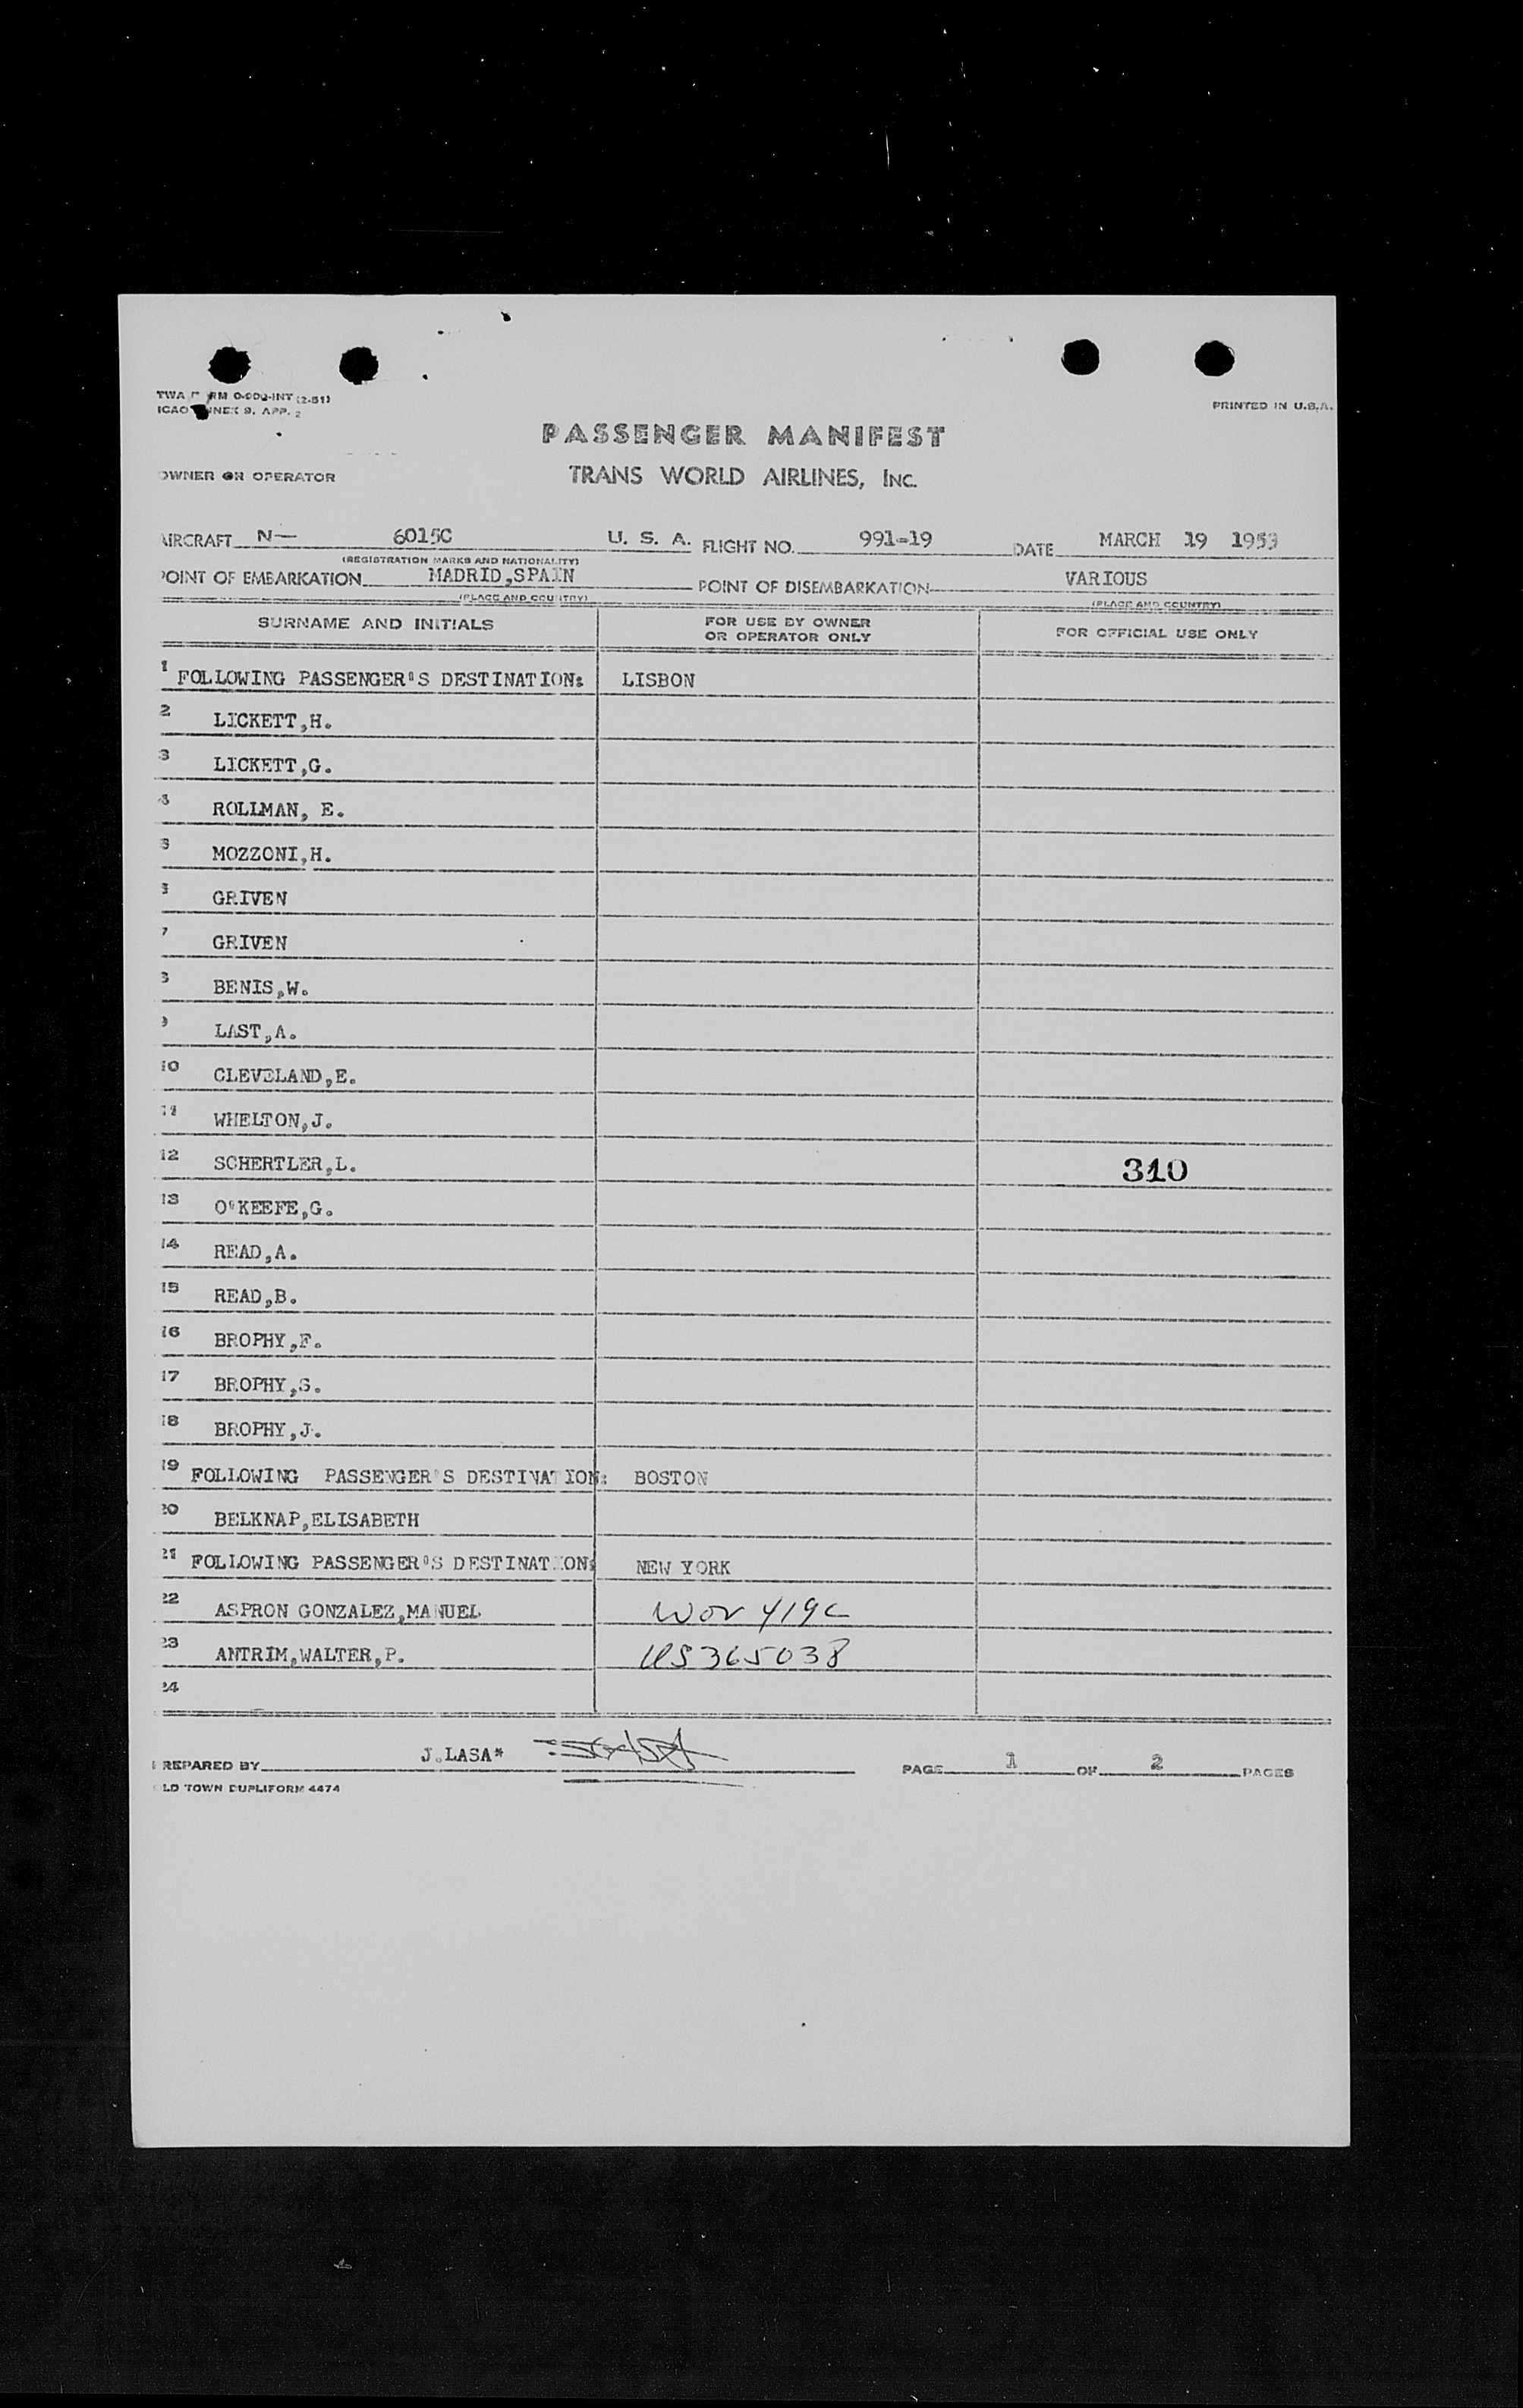 TWA FORM O-90Q-INT (2-51)
ICAO ANNEX 9, APP. 2
PRINTED IN U.S.A.
PASSENGER MANIFEST
OWNER OR OPERATOR TRANS WORLD AIRLINES, INC.
AIRCRAFT N— 6015C U. S. A. FLIGHT NO. 991-19 DATE MARCH 19 1953
(REGISTRATION MARKS AND NATIONALITY)
POINT OF EMBARKATION MADRID,SPAIN POINT OF DISEMBARKATION VARIOUS
(PLACE AND COUNTRY) (PLACE AND COUNTRY)
SURNAME AND INITIALS FOR USE BY OWNER OR OPERATOR ONLY FOR OFFICIAL USE ONLY
1 FOLLOWING PASSENGER'S DESTINATION: LISBON
2 LICKETT,H.
3 LICKETT,G.
4 ROLLMAN, E.
5 MOZZONI,H.
6 GRIVEN
7 GRIVEN
8 BENIS,W.
9 LAST,A.
10 CLEVELAND,E.
11 WHELTON,J.
12 SCHERTLER,L. 310
13 O'KEEFE,G.
14 READ,A.
15 READ,B.
16 BROPHY,F.
17 BROPHY,S.
18 BROPHY,J.
19 FOLLOWING PASSENGER'S DESTINATION: BOSTON
20 BELKNAP,ELISABETH
21 FOLLOWING PASSENGER'S DESTINATION: NEW YORK
22 ASPRON GONZALEZ,MANUEL WOV 419C
23 ANTRIM,WALTER,P. US365038
24
PREPARED BY J.LASA* PAGE 1 OF 2 PAGES
OLD TOWN DUPLIFORM 4474